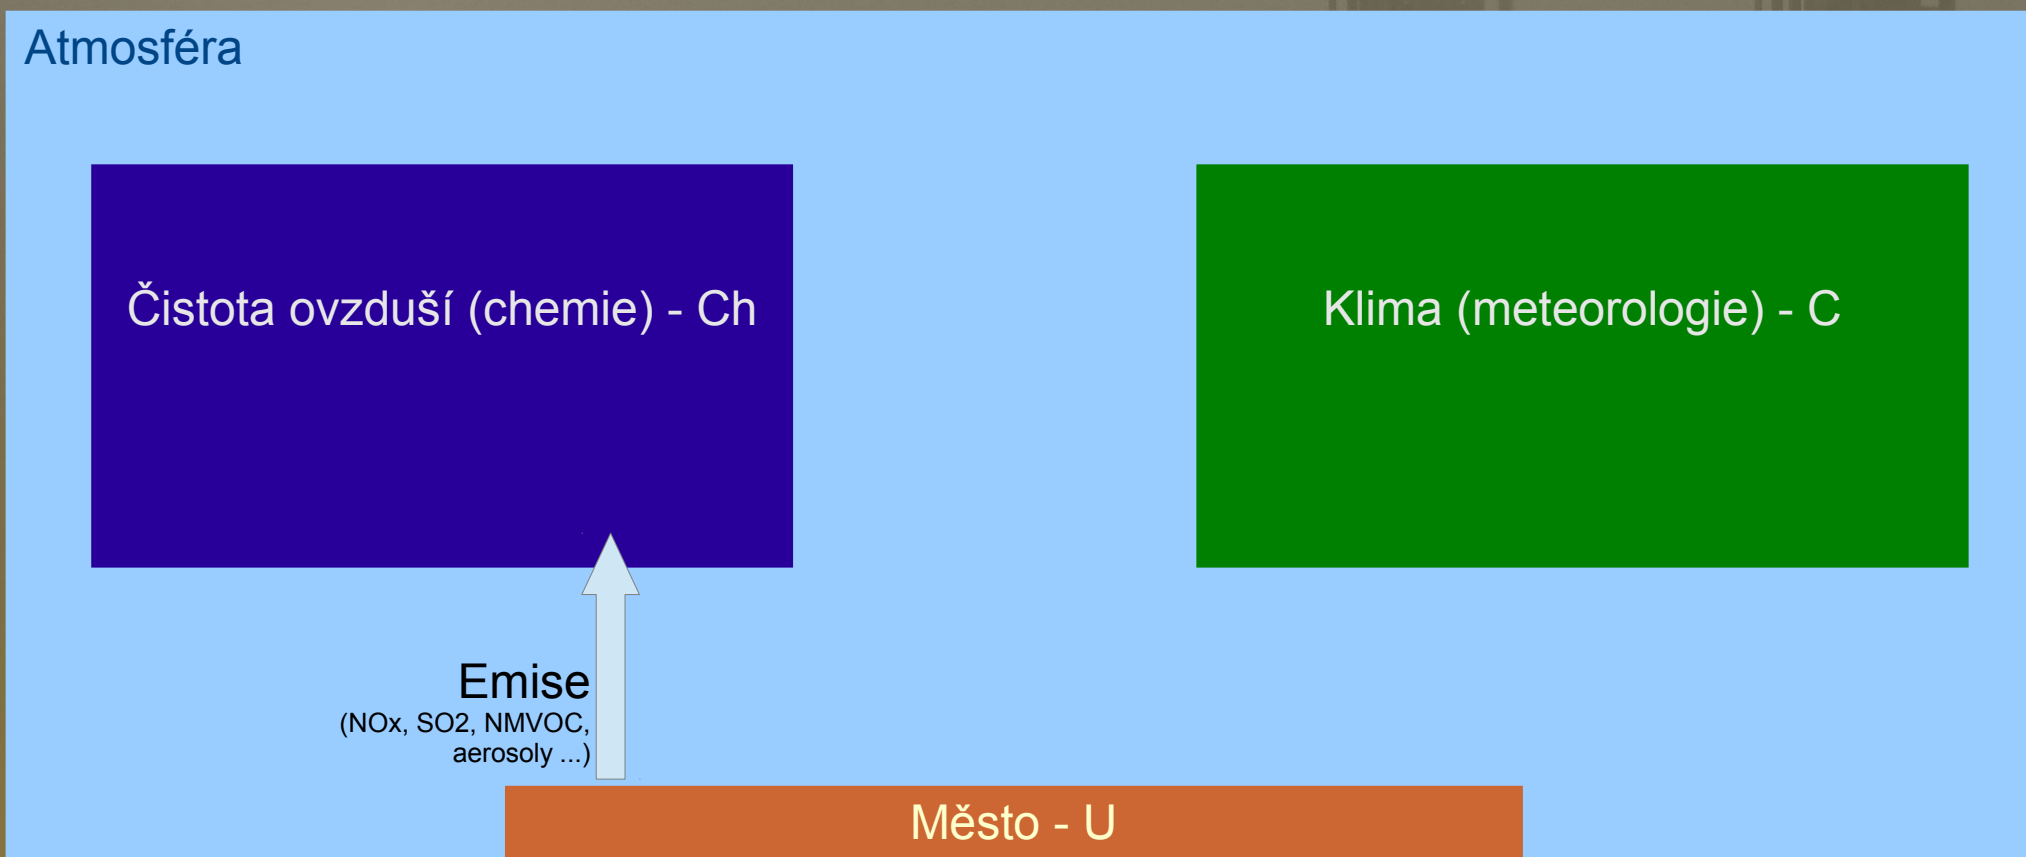 Atmosféra
Čistota ovzduší (chemie) - Ch
Klima (meteorologie) - C
Emise
(NOx, SO2, NMVOC,
aerosoly ...)
Město - U